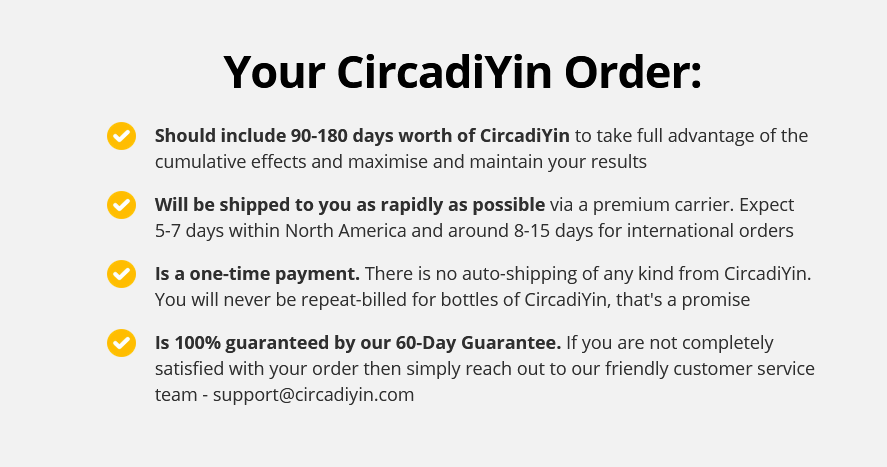 Your CircadiYin Order:
Should include 90-180 days worth of CircadiYin to take full advantage of the
cumulative effects and maximise and maintain your results
Will be shipped to you as rapidly as possible via a premium carrier. Expect
5-7 days within North America and around 8-15 days for international orders
Is a one-time payment. There is no auto-shipping of any kind from CircadiYin.
You will never be repeat-billed for bottles of CircadiYin, that's a promise
Is 100% guaranteed by our 60-Day Guarantee. If you are not completely
satisfied with your order then simply reach out to our friendly customer service
team - support@circadiyin.com